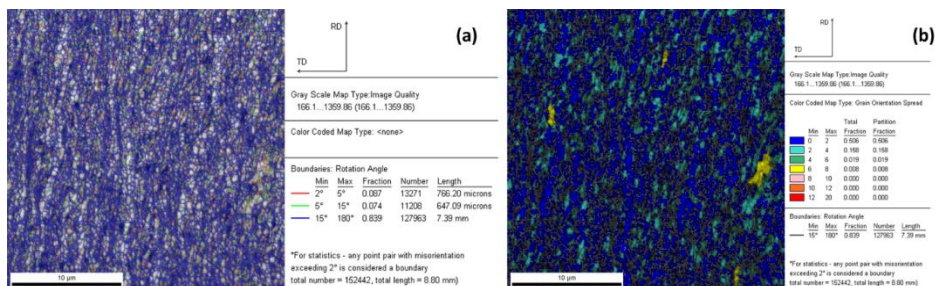 RD
TD
(a)
Gray Scale Map Type:Image Quality
166.1...1359.86 (166.1...1359.86)
Color Coded Map Type: <none>
Boundaries: Rotation Angle
Min Max Fraction Number Length
2° 5° 0.087 13271 766.20 microns
5° 15° 0.074 11208 647.09 microns
15° 180° 0.839 127963 7.39 mm
*For statistics - any point pair with misorientation
exceeding 2° is considered a boundary
total number = 152442, total length = 8.80 mm)
10 µm
RD
TD
(b)
Gray Scale Map Type:Image Quality
166.1...1359.86 (166.1...1359.86)
Color Coded Map Type: Grain Orientation Spread
Total Partition
Min Max Fraction Fraction
0 2 0.506 0.506
2 4 0.158 0.158
4 6 0.019 0.019
6 8 0.008 0.008
8 10 0.000 0.000
10 12 0.000 0.000
12 20 0.000 0.000
Boundaries: Rotation Angle
Min Max Fraction Number Length
15° 180° 0.839 127963 7.39 mm
*For statistics - any point pair with misorientation
exceeding 2° is considered a boundary
total number = 152442, total length = 8.80 mm)
10 µm